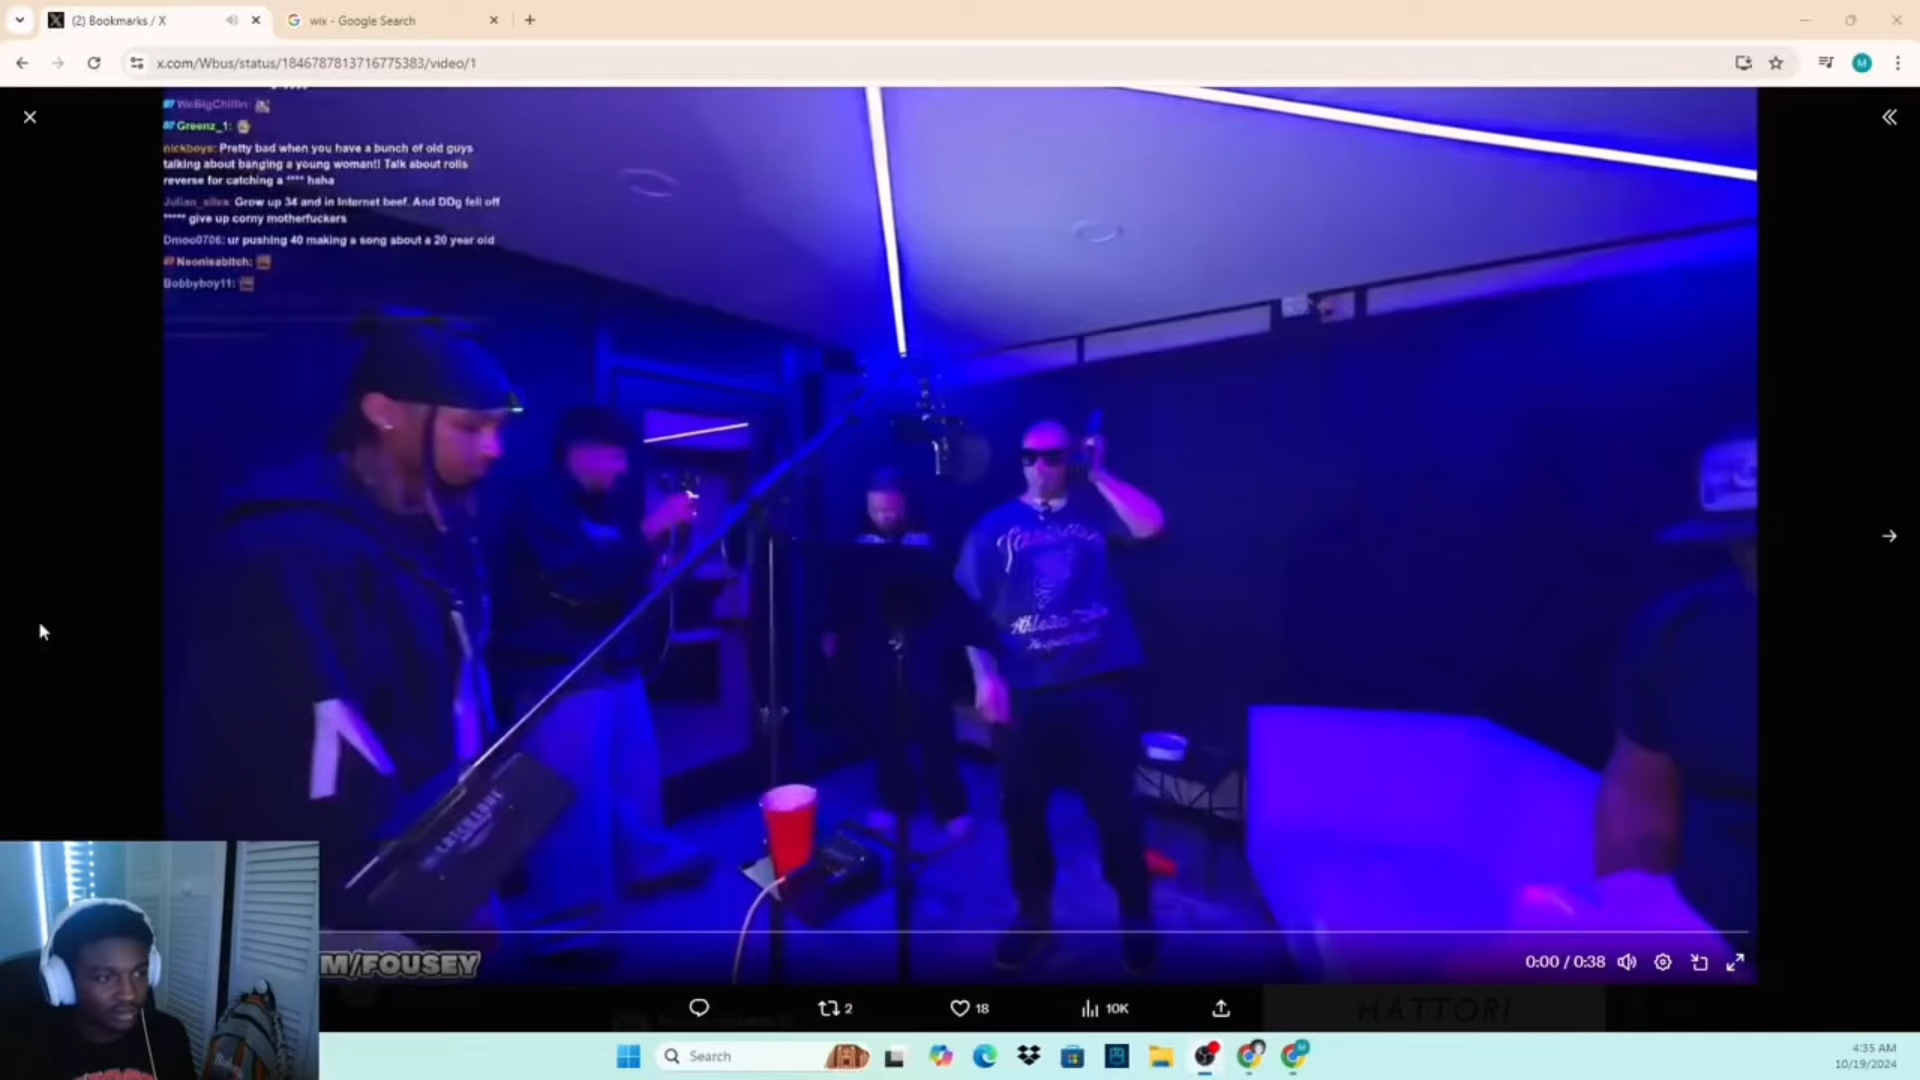 (2) Bookmarks / X
wix - Google Search
x.com/Wbus/status/1846787813716775383/video/1
M
WeBigChillin:
Greenz_1:
nickboys: Pretty bad when you have a bunch of old guys
talking about banging a young woman!! Talk about rolls
reverse for catching a **** haha
Julian_silva: Grow up 34 and in internet beef. And DDg fell off
***** give up corny motherfuckers
Dmoo0706: ur pushing 40 making a song about a 20 year old
Neonisabitch:
Bobbyboy11:
M/FOUSEY
0:00 / 0:38
2
18
10K
HATTORI
Search
4:35 AM
10/19/2024